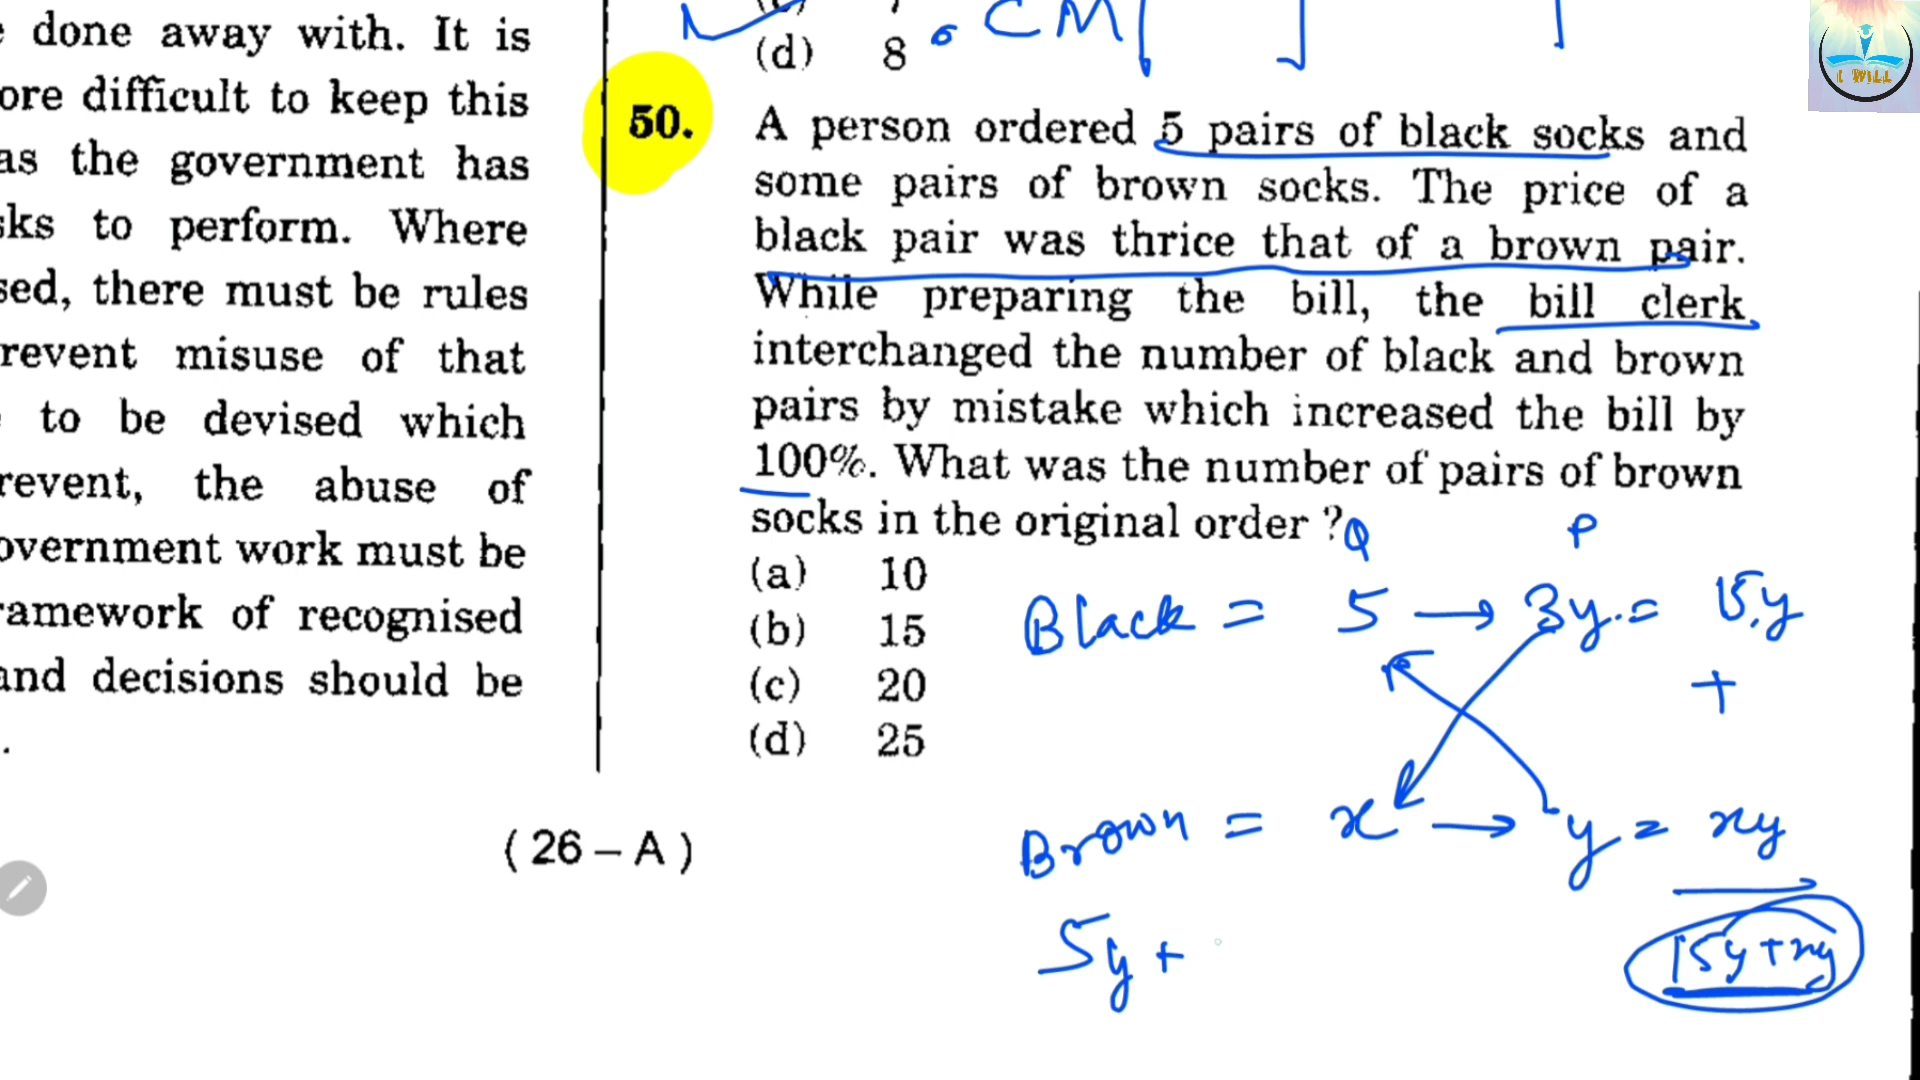 done away with. It is
ore difficult to keep this
as the government has
sks to perform. Where
sed, there must be rules
revent misuse of that
to be devised which
revent, the abuse of
overnment work must be
ramework of recognised
and decisions should be
.
(d) 8
CM
50. A person ordered 5 pairs of black socks and
some pairs of brown socks. The price of a
black pair was thrice that of a brown pair.
While preparing the bill, the bill clerk
interchanged the number of black and brown
pairs by mistake which increased the bill by
100%. What was the number of pairs of brown
socks in the original order ?
(a) 10
(b) 15
(c) 20
(d) 25
Q P
Black = 5 → 3y = 15y
+
Brown = x → y = xy
5y + 15y + xy
( 26 – A )
I WILL